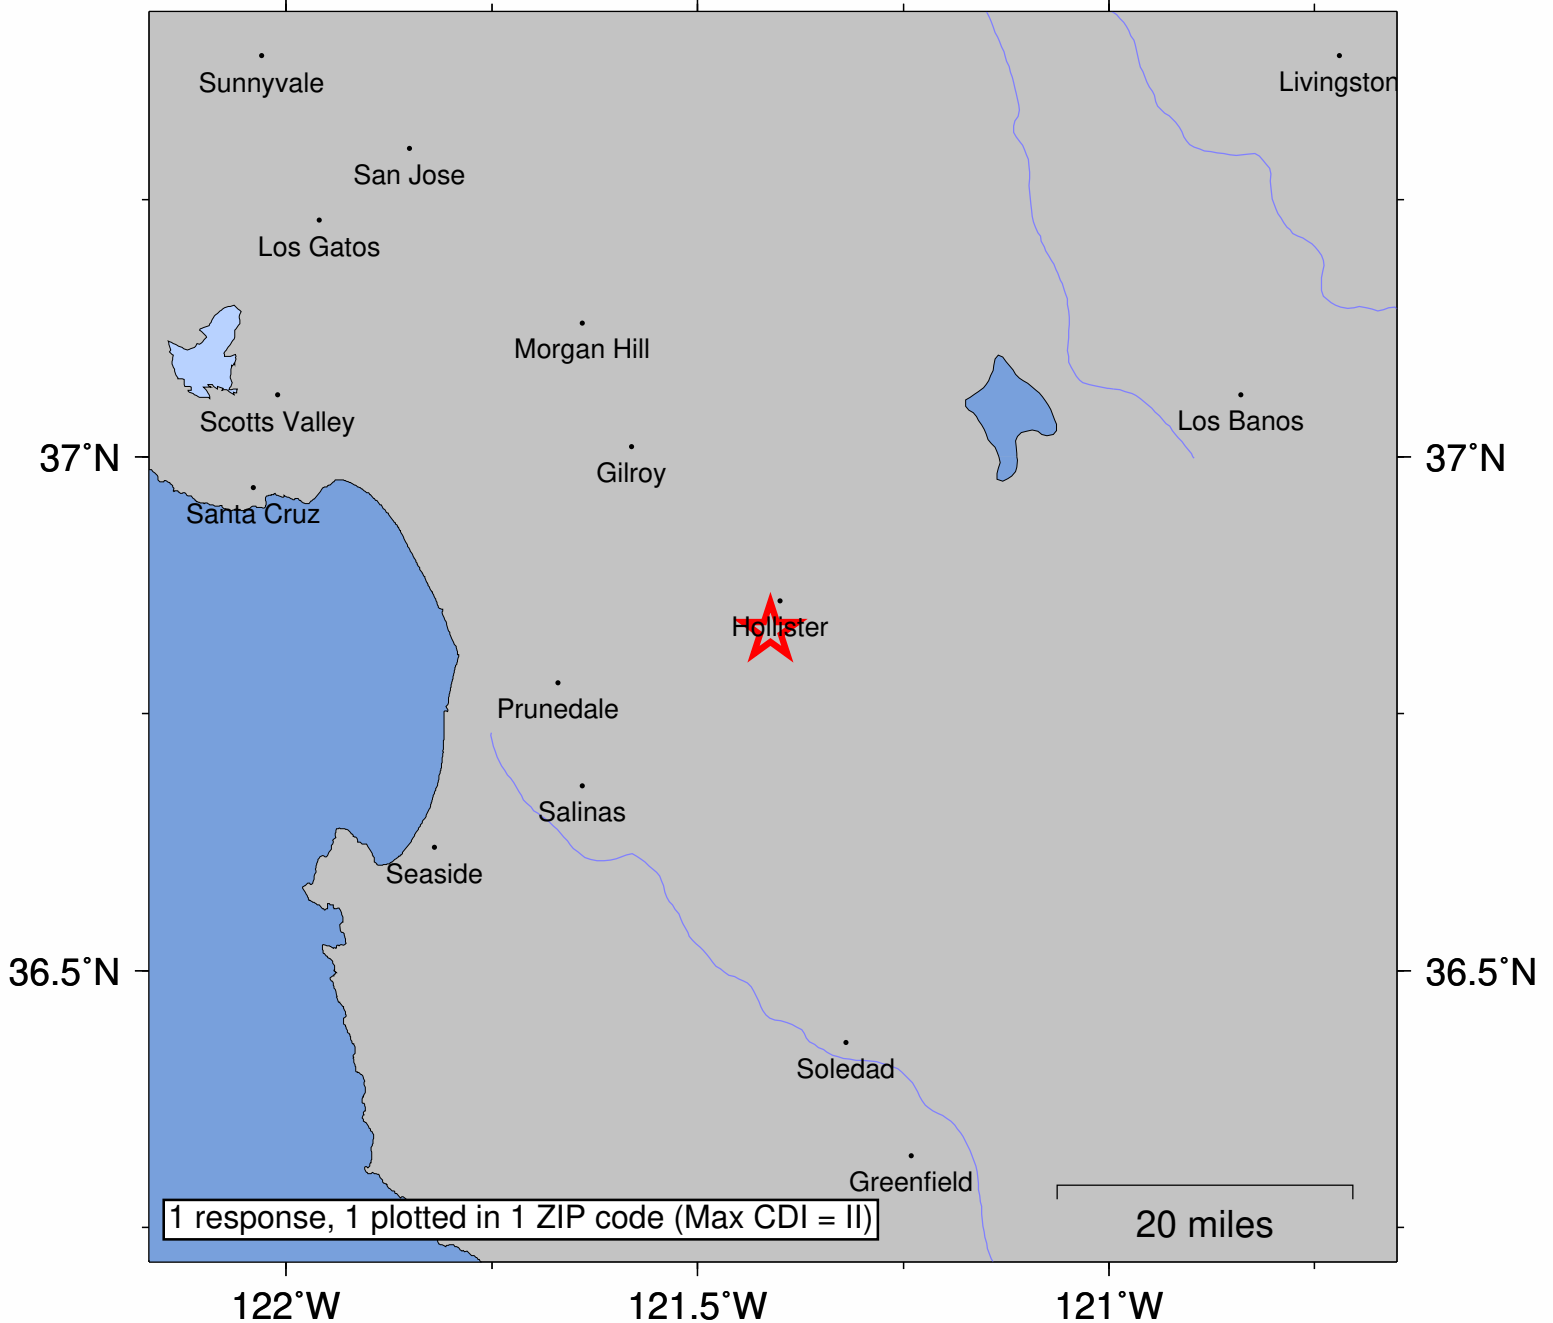 Sunnyvale
Livingston
San Jose
Los Gatos
Morgan Hill
Scotts Valley
Los Banos
37˚N
37˚N
Gilroy
Santa Cruz
Hollister
Prunedale
Salinas
Seaside
36.5˚N
36.5˚N
Soledad
Greenfield
1 response, 1 plotted in 1 ZIP code (Max CDI = II)
20 miles
122˚W
121.5˚W
121˚W